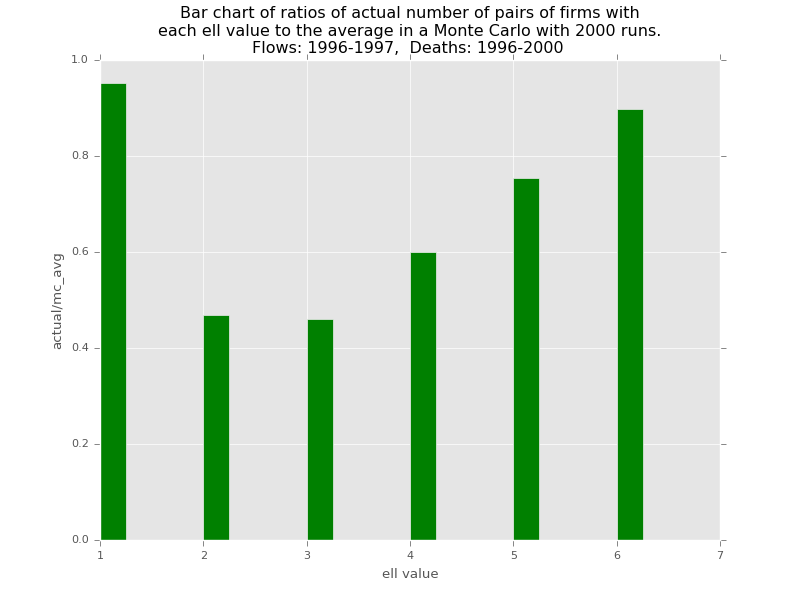 Bar chart of ratios of actual number of pairs of firms with
each ell value to the average in a Monte Carlo with 2000 runs.
Flows: 1996-1997,  Deaths: 1996-2000
1.0
0.8
0.6
0.4
0.2
0.0
actual/mc_avg
1 2 3 4 5 6 7
ell value